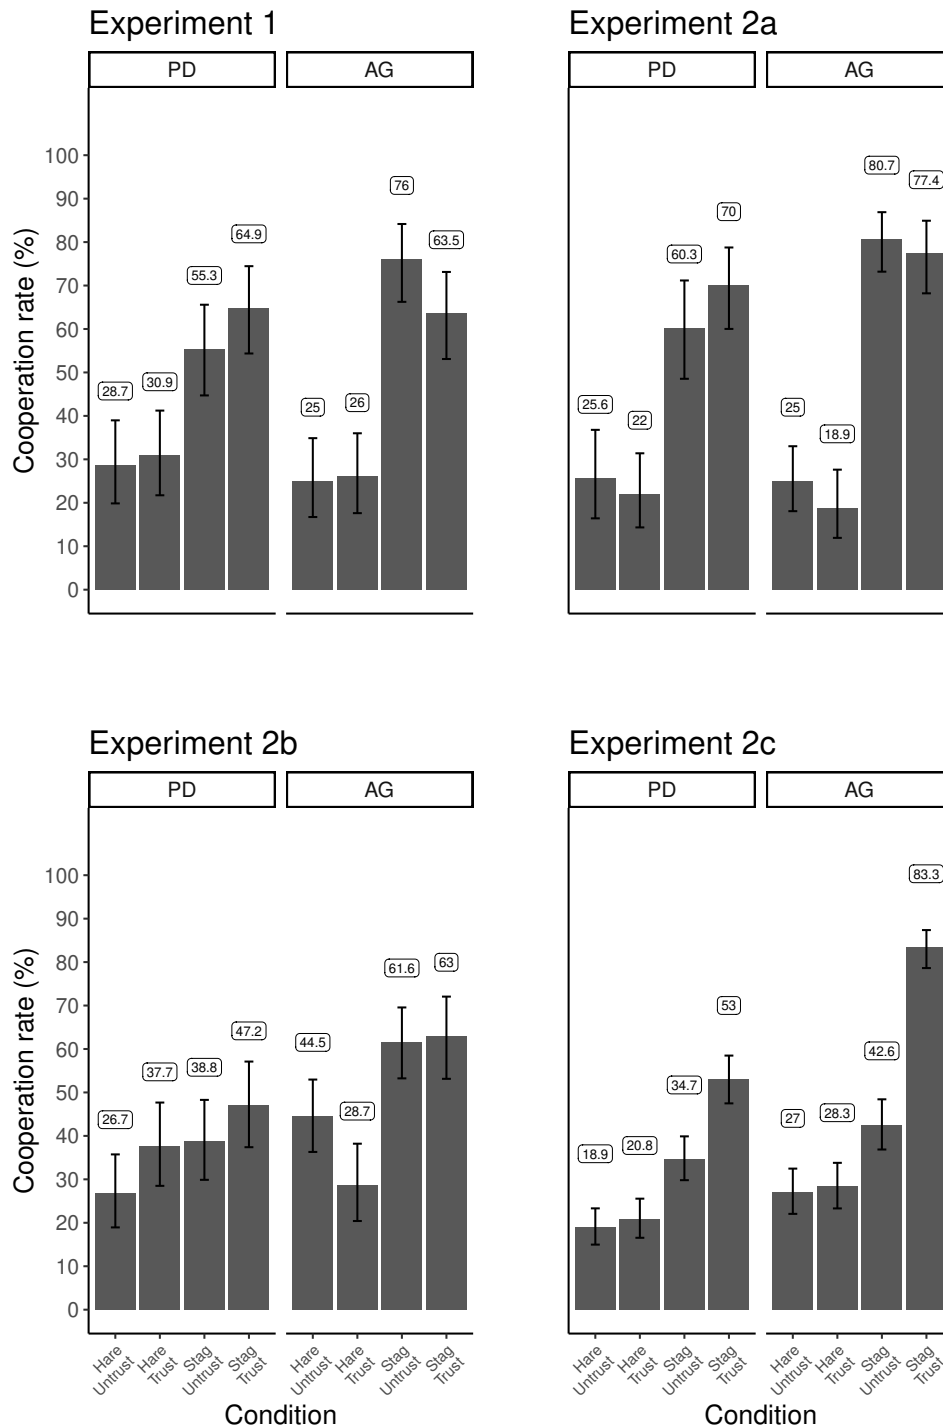 Experiment 1
PD
AG
Cooperation rate (%)
100
90
80
70
60
50
40
30
20
10
0
28.7
30.9
55.3
64.9
25
26
76
63.5
Experiment 2a
PD
AG
25.6
22
60.3
70
25
18.9
80.7
77.4
Experiment 2b
PD
AG
Cooperation rate (%)
100
90
80
70
60
50
40
30
20
10
0
26.7
37.7
38.8
47.2
44.5
28.7
61.6
63
Hare
Untrust
Hare
Trust
Stag
Untrust
Stag
Trust
Hare
Untrust
Hare
Trust
Stag
Untrust
Stag
Trust
Condition
Experiment 2c
PD
AG
18.9
20.8
34.7
53
27
28.3
42.6
83.3
Hare
Untrust
Hare
Trust
Stag
Untrust
Stag
Trust
Hare
Untrust
Hare
Trust
Stag
Untrust
Stag
Trust
Condition